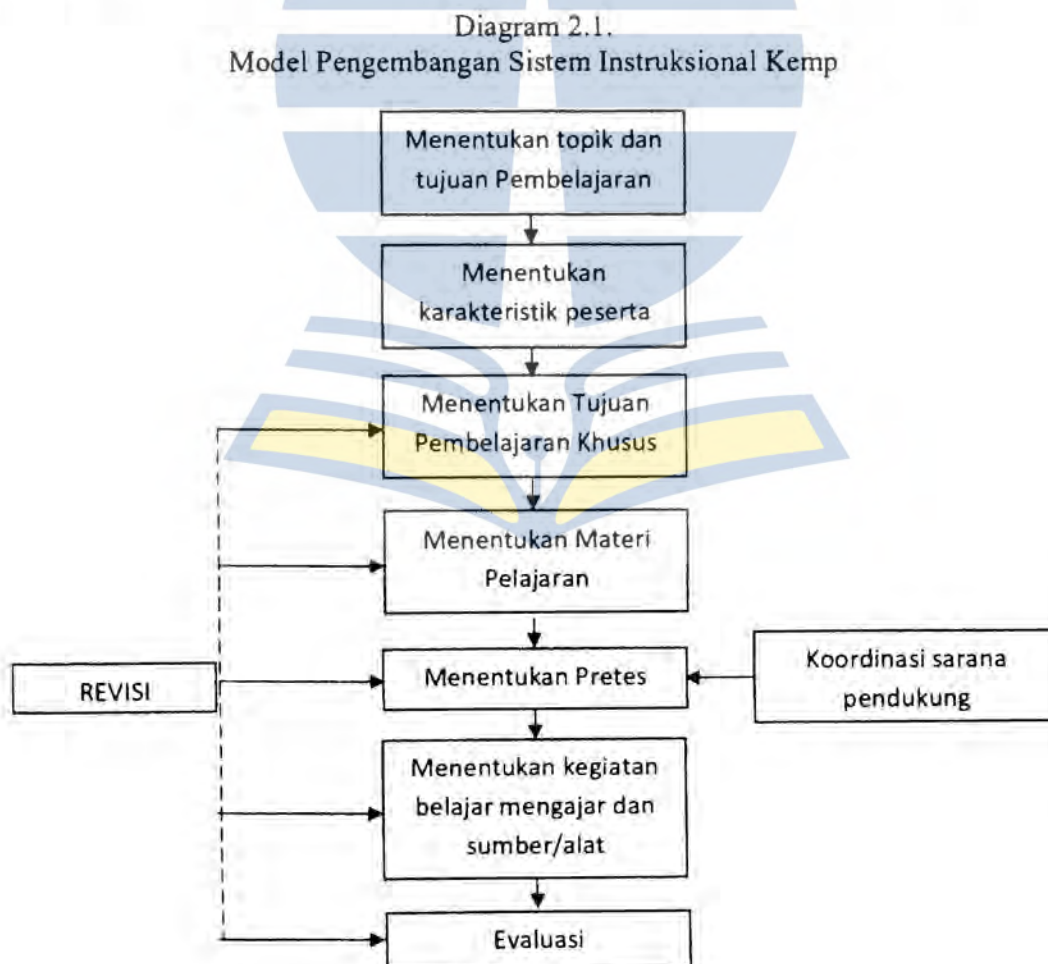 Diagram 2.1.
Model Pengembangan Sistem Instruksional Kemp
Menentukan topik dan
tujuan Pembelajaran
Menentukan
karakteristik peserta
Menentukan Tujuan
Pembelajaran Khusus
Menentukan Materi
Pelajaran
REVISI
Menentukan Pretes
Koordinasi sarana
pendukung
Menentukan kegiatan
belajar mengajar dan
sumber/alat
Evaluasi